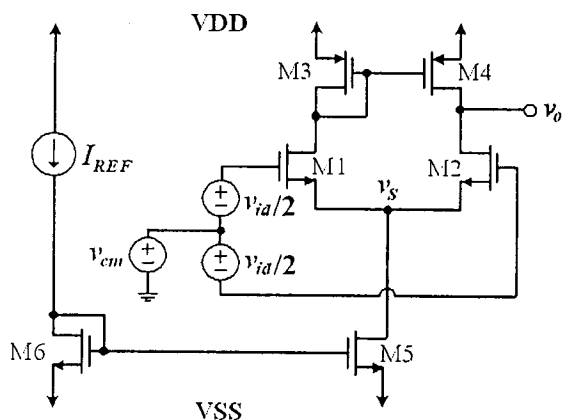 VDD
M3
M4
v_o
I_REF
M1
v_s
M2
v_id/2
v_cm
v_id/2
M6
M5
VSS